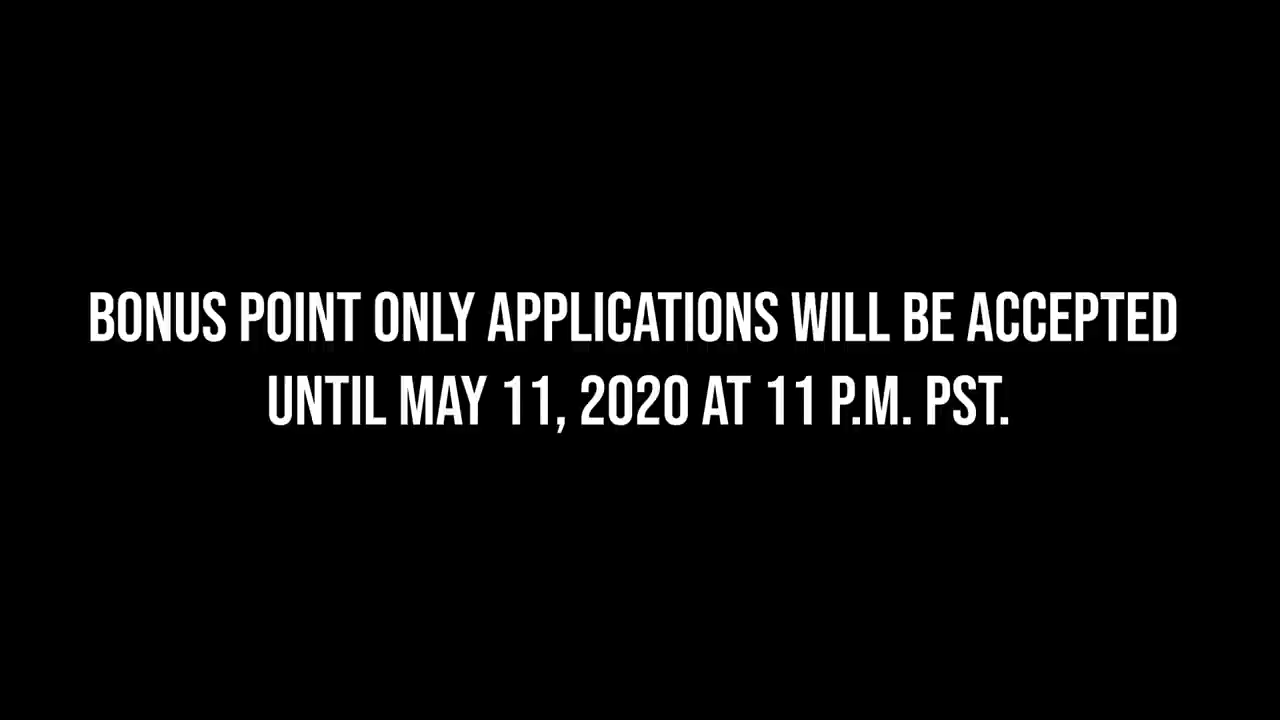 BONUS POINT ONLY APPLICATIONS WILL BE ACCEPTED
UNTIL MAY 11, 2020 AT 11 P.M. PST.